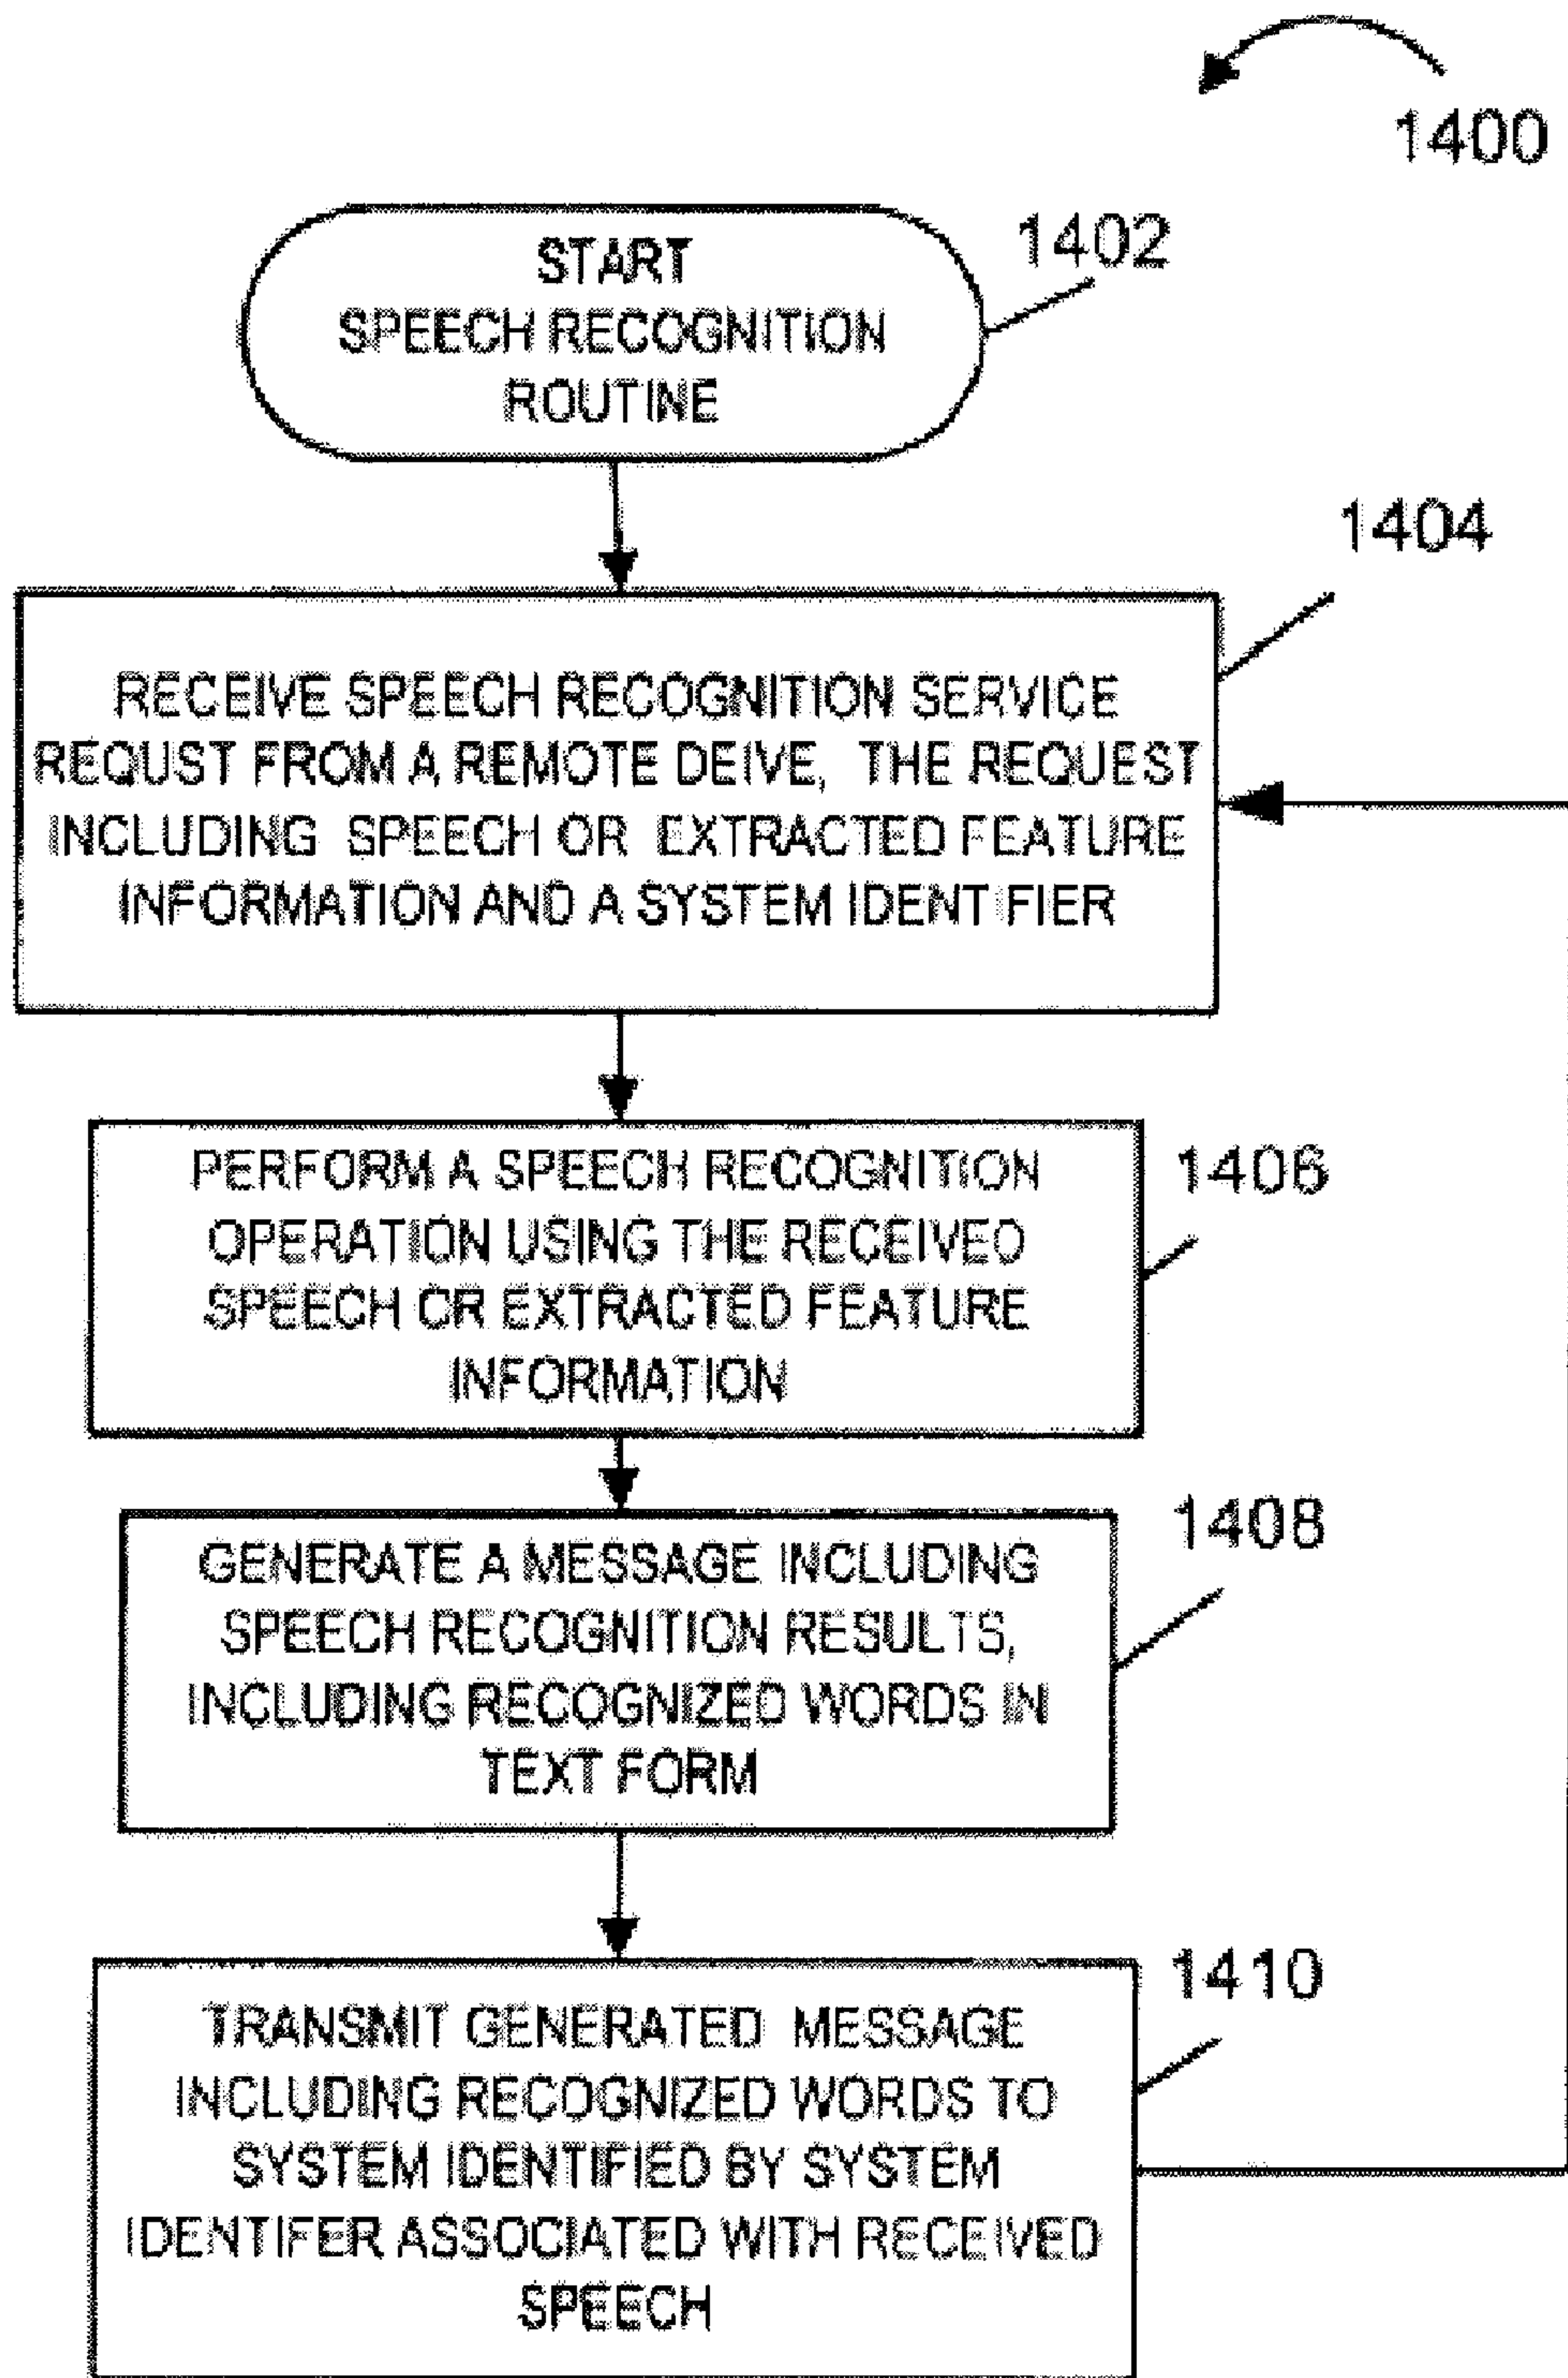 1400
START
SPEECH RECOGNITION
ROUTINE
1402
1404
RECEIVE SPEECH RECOGNITION SERVICE
REQUST FROM A REMOTE DEIVE, THE REQUEST
INCLUDING SPEECH OR EXTRACTED FEATURE
INFORMATION AND A SYSTEM IDENTIFIER
PERFORM A SPEECH RECOGNITION
OPERATION USING THE RECEIVED
SPEECH OR EXTRACTED FEATURE
INFORMATION
1406
GENERATE A MESSAGE INCLUDING
SPEECH RECOGNITION RESULTS,
INCLUDING RECOGNIZED WORDS IN
TEXT FORM
1408
TRANSMIT GENERATED MESSAGE
INCLUDING RECOGNIZED WORDS TO
SYSTEM IDENTIFIED BY SYSTEM
IDENTIFER ASSOCIATED WITH RECEIVED
SPEECH
1410